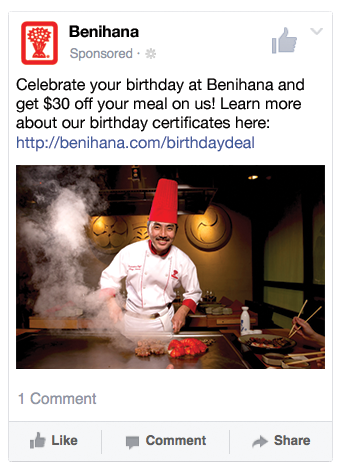 Benihana
Sponsored ·
Celebrate your birthday at Benihana and
get $30 off your meal on us! Learn more
about our birthday certificates here:
http://benihana.com/birthdaydeal
1 Comment
Like Comment Share